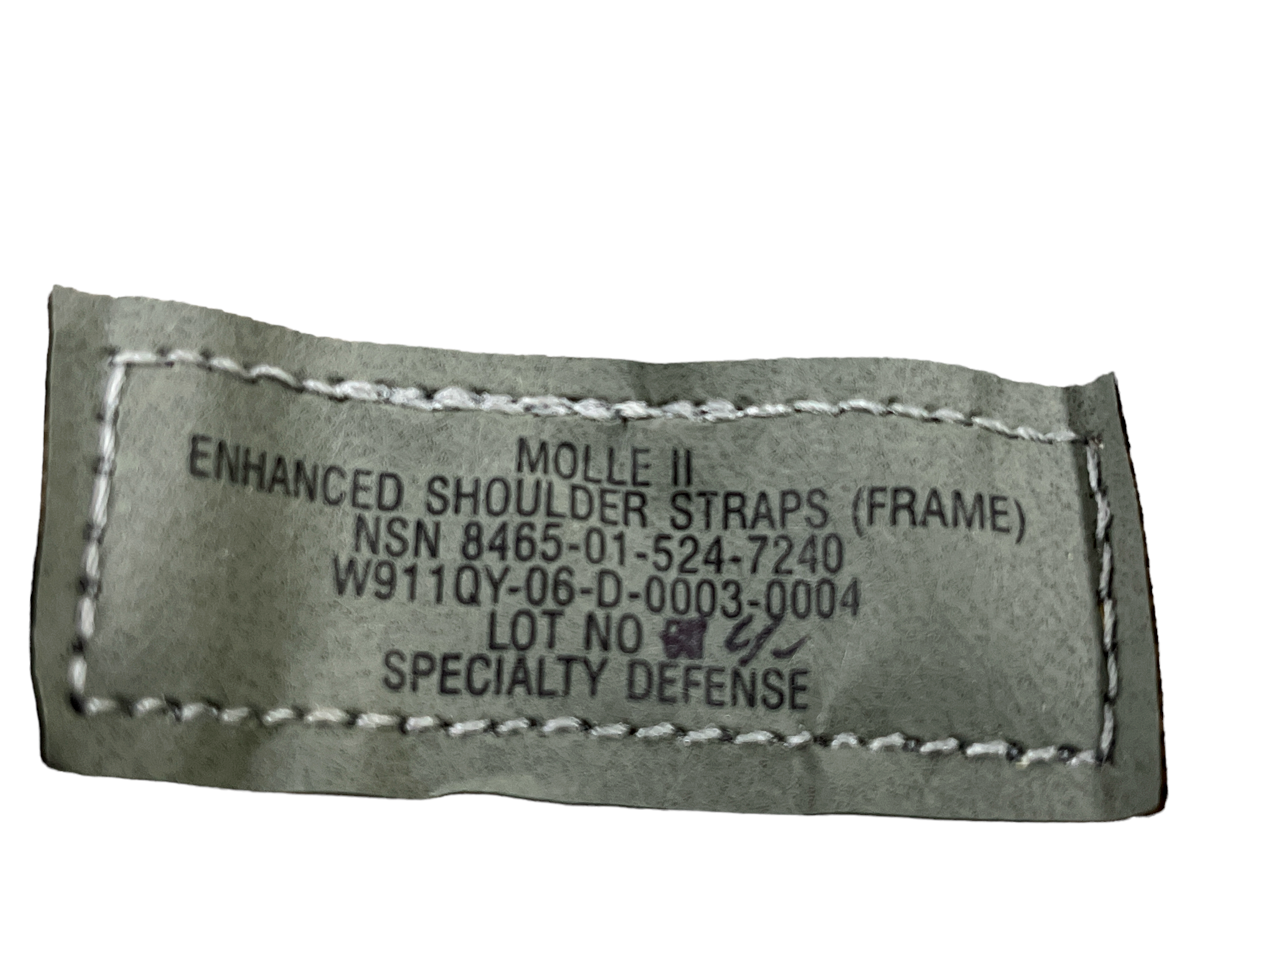 MOLLE II
ENHANCED SHOULDER STRAPS (FRAME)
NSN 8465-01-524-7240
W911QY-06-D-0003-0004
LOT NO
SPECIALTY DEFENSE